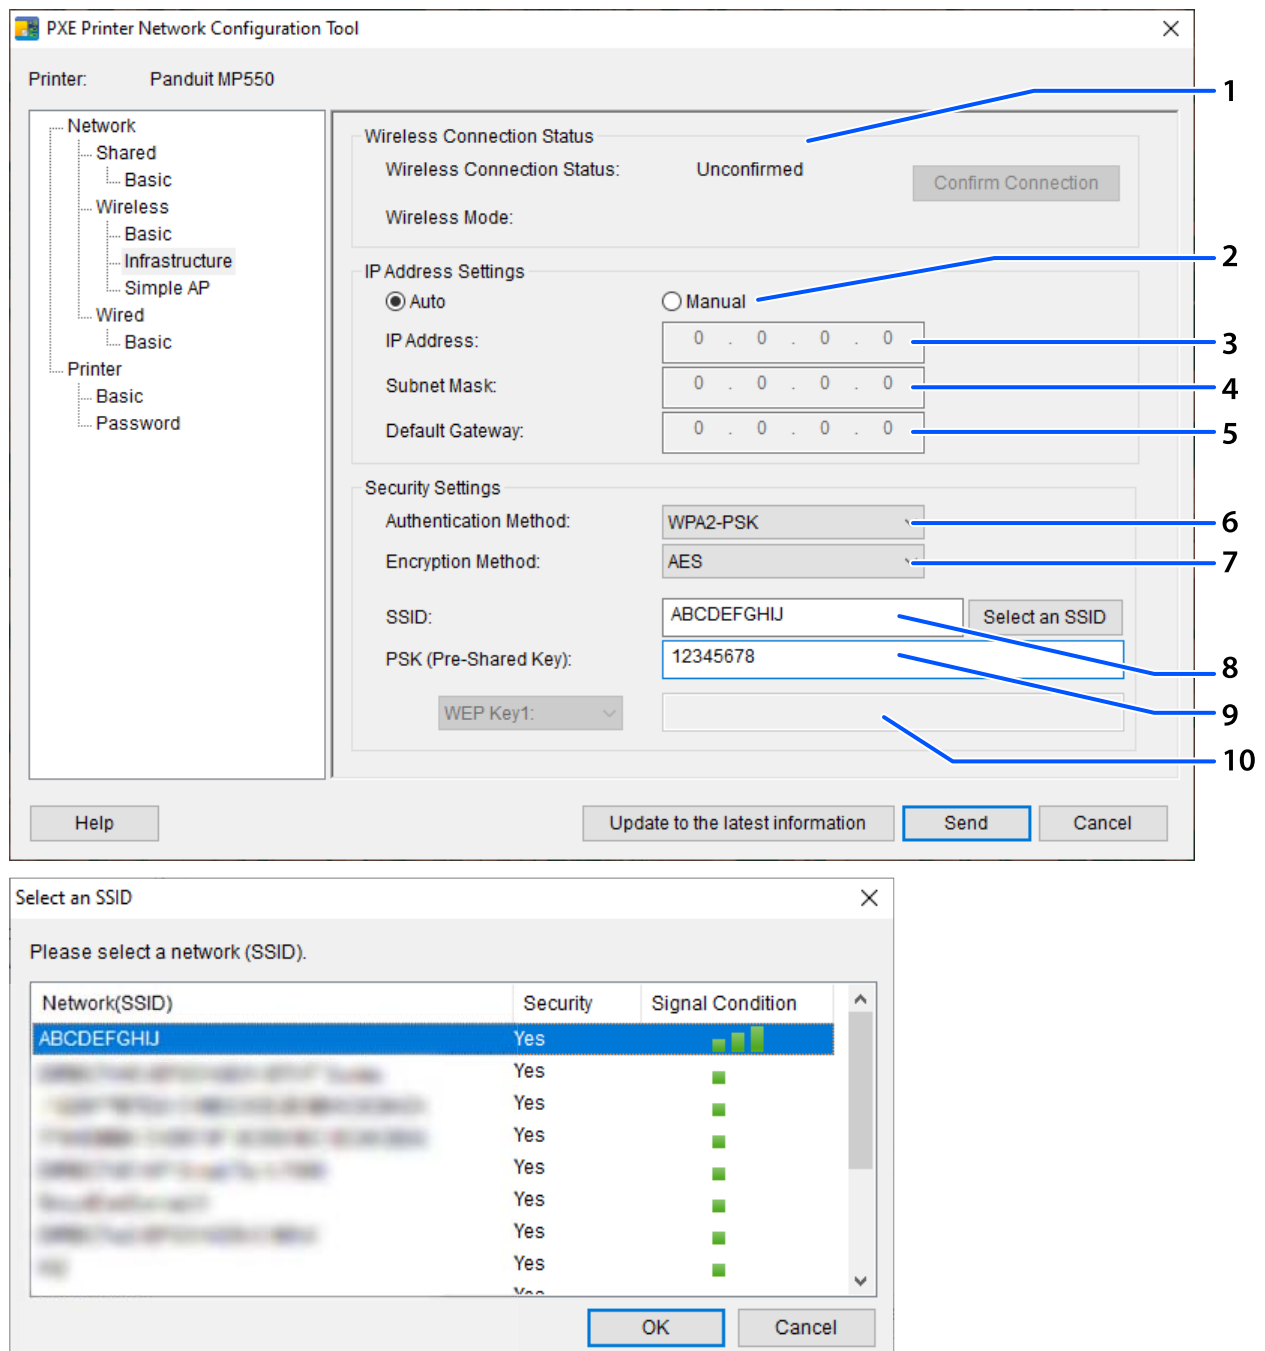 PXE Printer Network Configuration Tool
Printer: Panduit MP550
1
Network
Shared
Basic
Wireless
Basic
Infrastructure
Simple AP
Wired
Basic
Printer
Basic
Password
Wireless Connection Status
Wireless Connection Status: Unconfirmed Confirm Connection
Wireless Mode:
2
IP Address Settings
Auto Manual
IP Address: 0 . 0 . 0 . 0 3
Subnet Mask: 0 . 0 . 0 . 0 4
Default Gateway: 0 . 0 . 0 . 0 5
Security Settings
Authentication Method: WPA2-PSK 6
Encryption Method: AES 7
SSID: ABCDEFGHIJ Select an SSID 8
PSK (Pre-Shared Key): 12345678 9
WEP Key1: 10
Help Update to the latest information Send Cancel
Select an SSID
Please select a network (SSID).
Network(SSID) Security Signal Condition
ABCDEFGHIJ Yes
Yes
Yes
Yes
Yes
Yes
Yes
Yes
OK Cancel